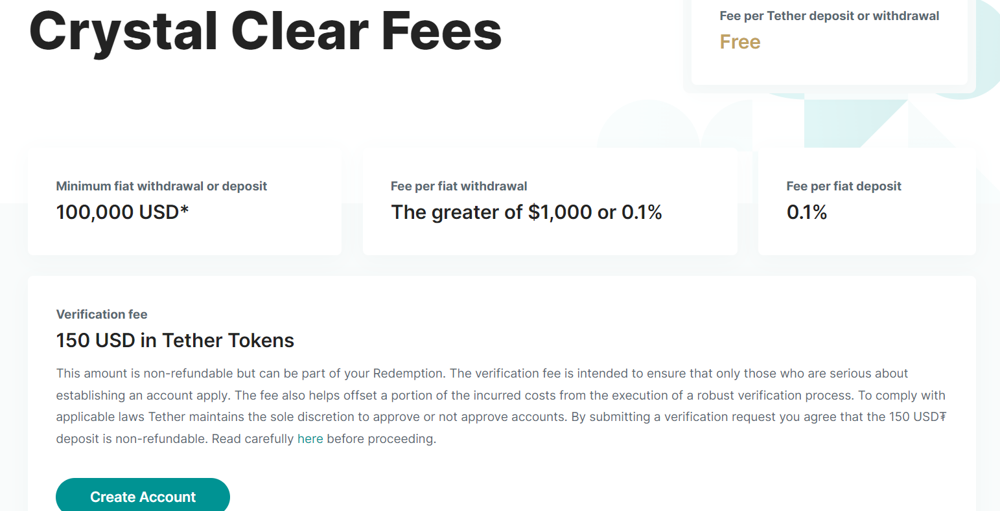 Crystal Clear Fees
Fee per Tether deposit or withdrawal
Free
Minimum fiat withdrawal or deposit
100,000 USD*
Fee per fiat withdrawal
The greater of $1,000 or 0.1%
Fee per fiat deposit
0.1%
Verification fee
150 USD in Tether Tokens
This amount is non-refundable but can be part of your Redemption. The verification fee is intended to ensure that only those who are serious about
establishing an account apply. The fee also helps offset a portion of the incurred costs from the execution of a robust verification process. To comply with
applicable laws Tether maintains the sole discretion to approve or not approve accounts. By submitting a verification request you agree that the 150 USD₮
deposit is non-refundable. Read carefully here before proceeding.
Create Account